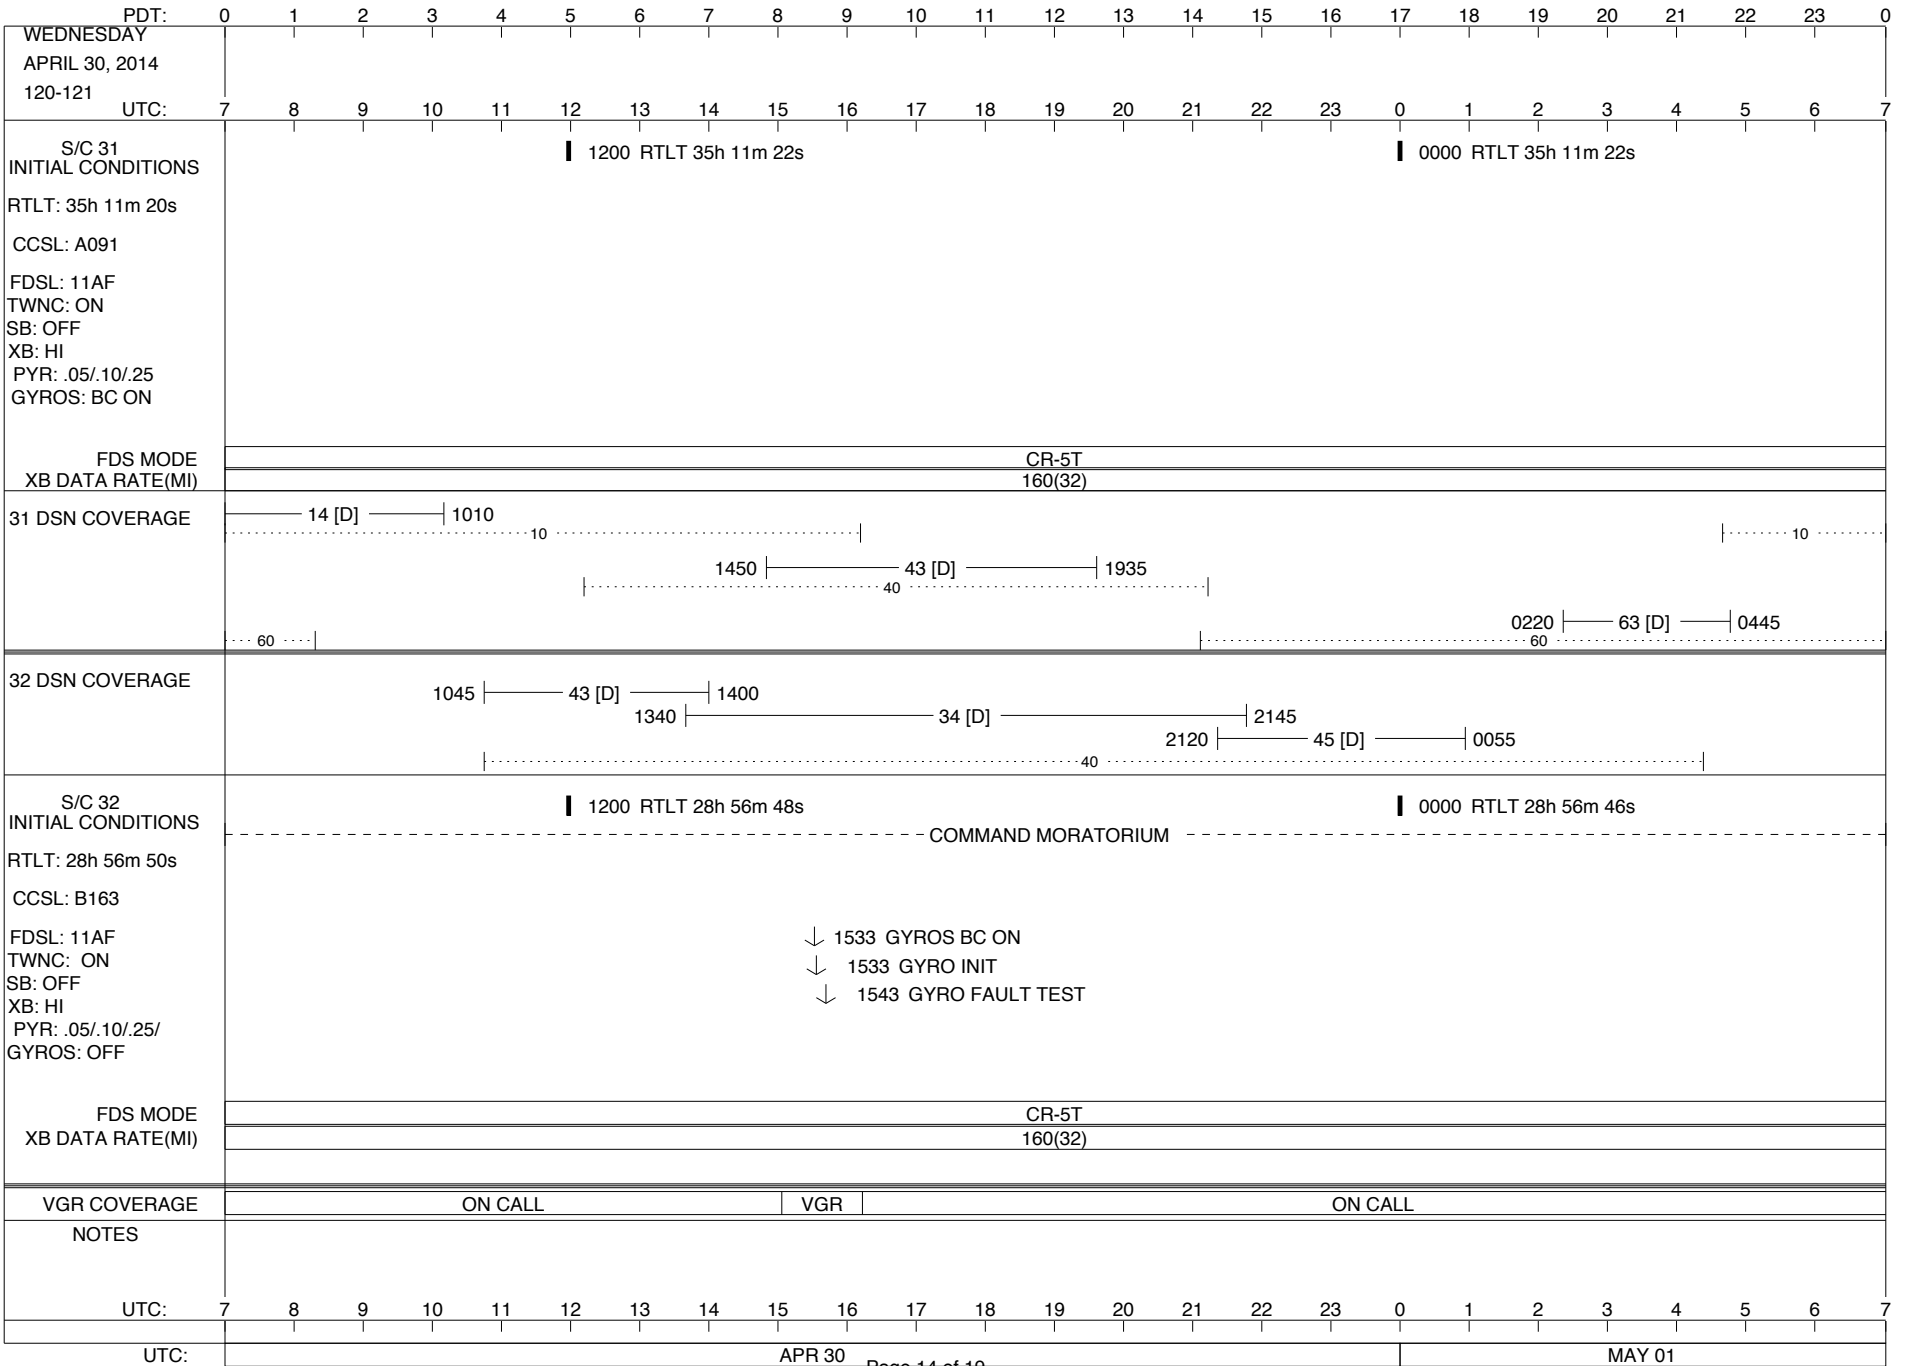 PDT: 0 1 2 3 4 5 6 7 8 9 10 11 12 13 14 15 16 17 18 19 20 21 22 23 0
WEDNESDAY
APRIL 30, 2014
120-121
UTC: 7 8 9 10 11 12 13 14 15 16 17 18 19 20 21 22 23 0 1 2 3 4 5 6 7
S/C 31
INITIAL CONDITIONS
1200 RTLT 35h 11m 22s
0000 RTLT 35h 11m 22s
RTLT: 35h 11m 20s
CCSL: A091
FDSL: 11AF
TWNC: ON
SB: OFF
XB: HI
PYR: .05/.10/.25
GYROS: BC ON
FDS MODE CR-5T
XB DATA RATE(MI) 160(32)
31 DSN COVERAGE
14 [D] 1010
10 10
1450 43 [D] 1935
40
0220 63 [D] 0445
60 60
32 DSN COVERAGE
1045 43 [D] 1400
1340 34 [D] 2145
2120 45 [D] 0055
40
S/C 32
INITIAL CONDITIONS
1200 RTLT 28h 56m 48s
0000 RTLT 28h 56m 46s
COMMAND MORATORIUM
RTLT: 28h 56m 50s
CCSL: B163
FDSL: 11AF
TWNC: ON
SB: OFF
XB: HI
PYR: .05/.10/.25/
GYROS: OFF
1533 GYROS BC ON
1533 GYRO INIT
1543 GYRO FAULT TEST
FDS MODE CR-5T
XB DATA RATE(MI) 160(32)
VGR COVERAGE ON CALL VGR ON CALL
NOTES
UTC: 7 8 9 10 11 12 13 14 15 16 17 18 19 20 21 22 23 0 1 2 3 4 5 6 7
UTC: APR 30 MAY 01
Page 14 of 19